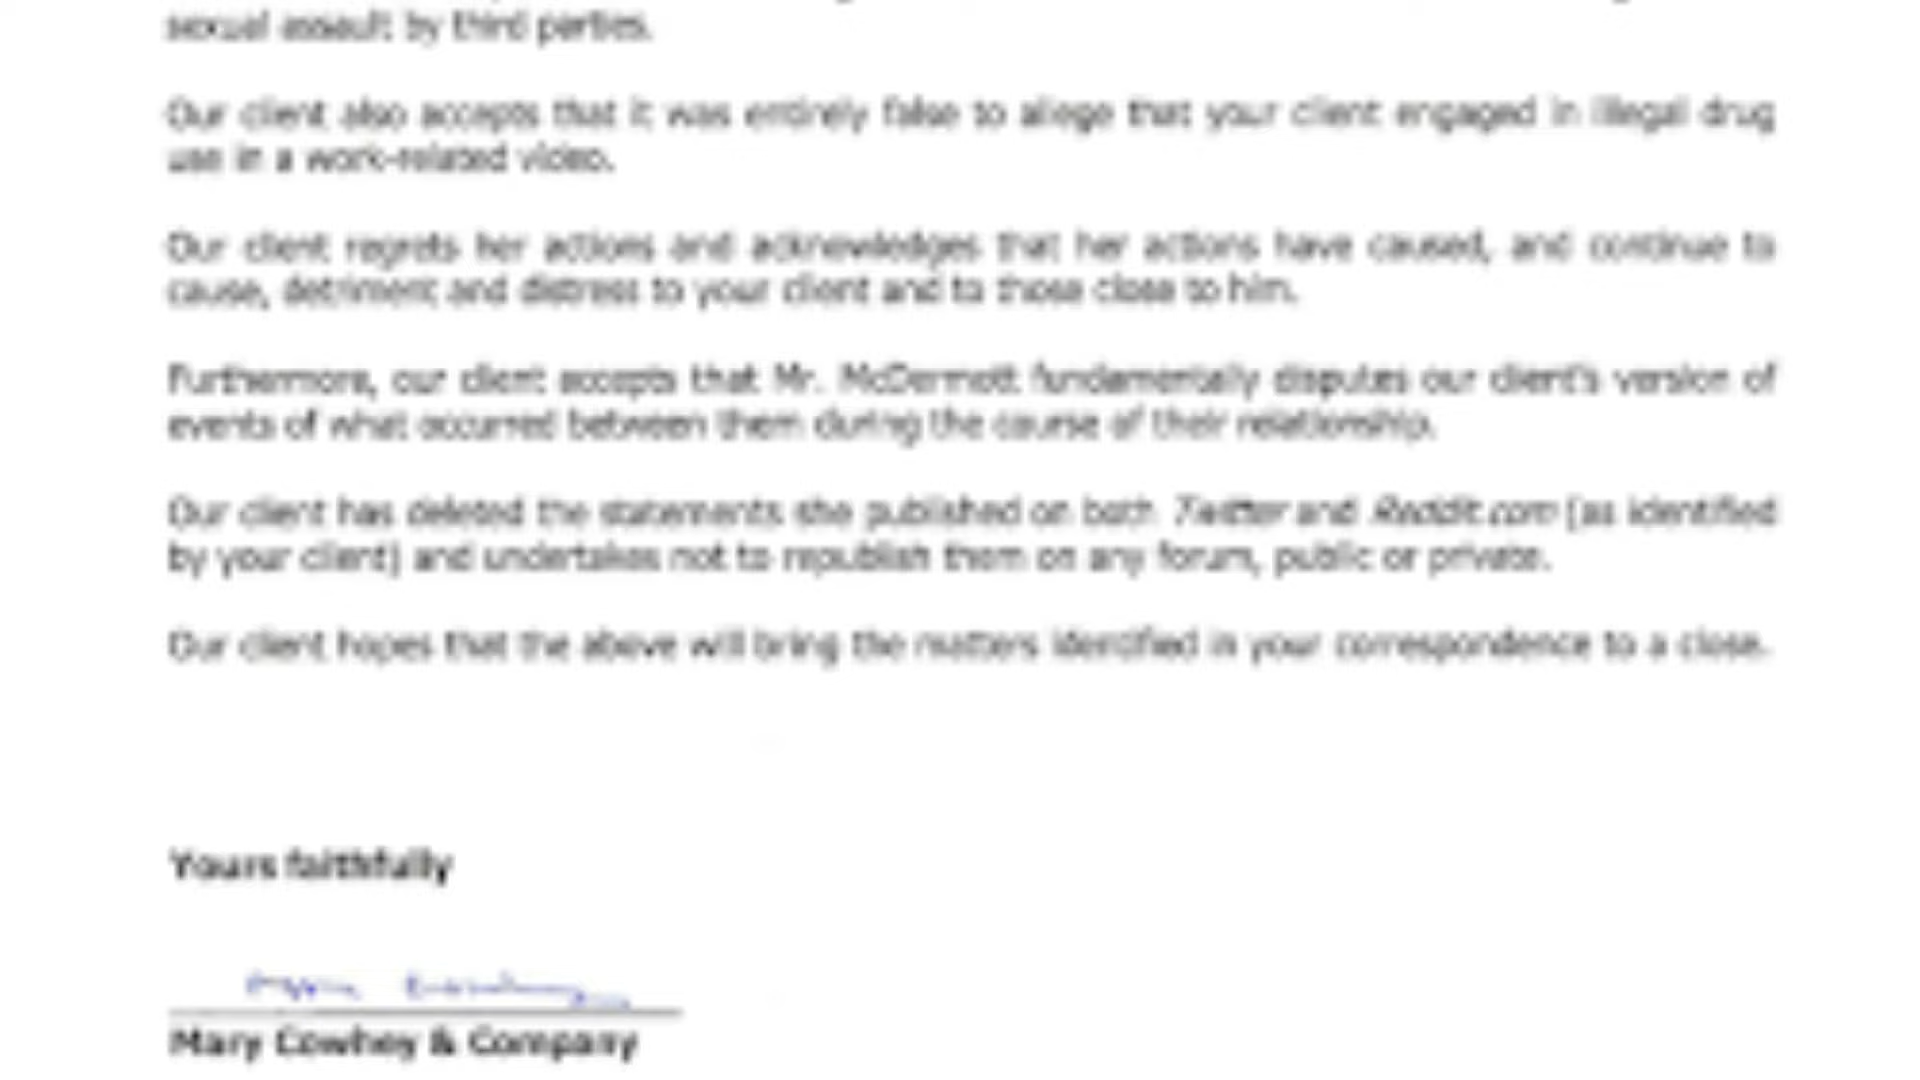 sexual assault by third parties.
Our client also accepts that it was entirely false to allege that your client engaged in illegal drug
use in a work-related video.
Our client regrets her actions and acknowledges that her actions have caused, and continue to
cause, detriment and distress to your client and to those close to him.
Furthermore, our client accepts that Mr. McDermott fundamentally disputes our client's version of
events of what occurred between them during the course of their relationship.
Our client has deleted the statements she published on both Twitter and Reddit.com (as identified
by your client) and undertakes not to republish them on any forum, public or private.
Our client hopes that the above will bring the matters identified in your correspondence to a close.
Yours faithfully
Mary Cowhey & Company